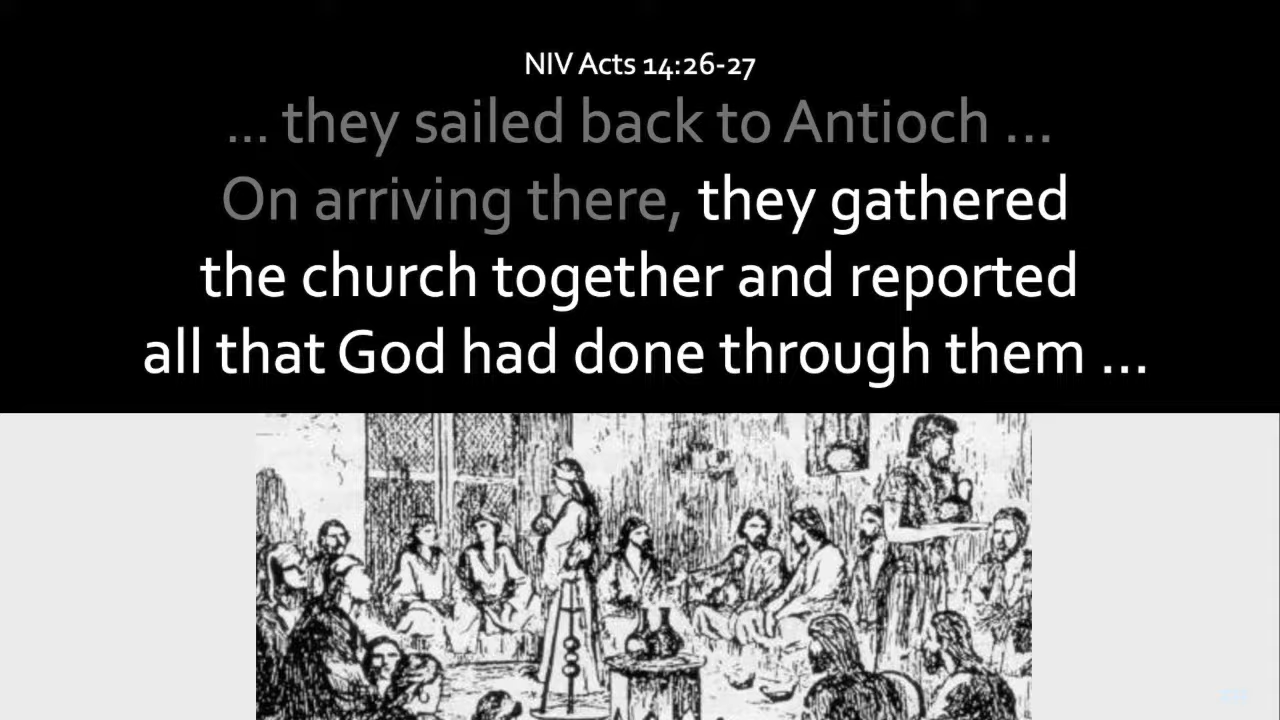 NIV Acts 14:26-27
... they sailed back to Antioch ...
On arriving there, they gathered
the church together and reported
all that God had done through them ...